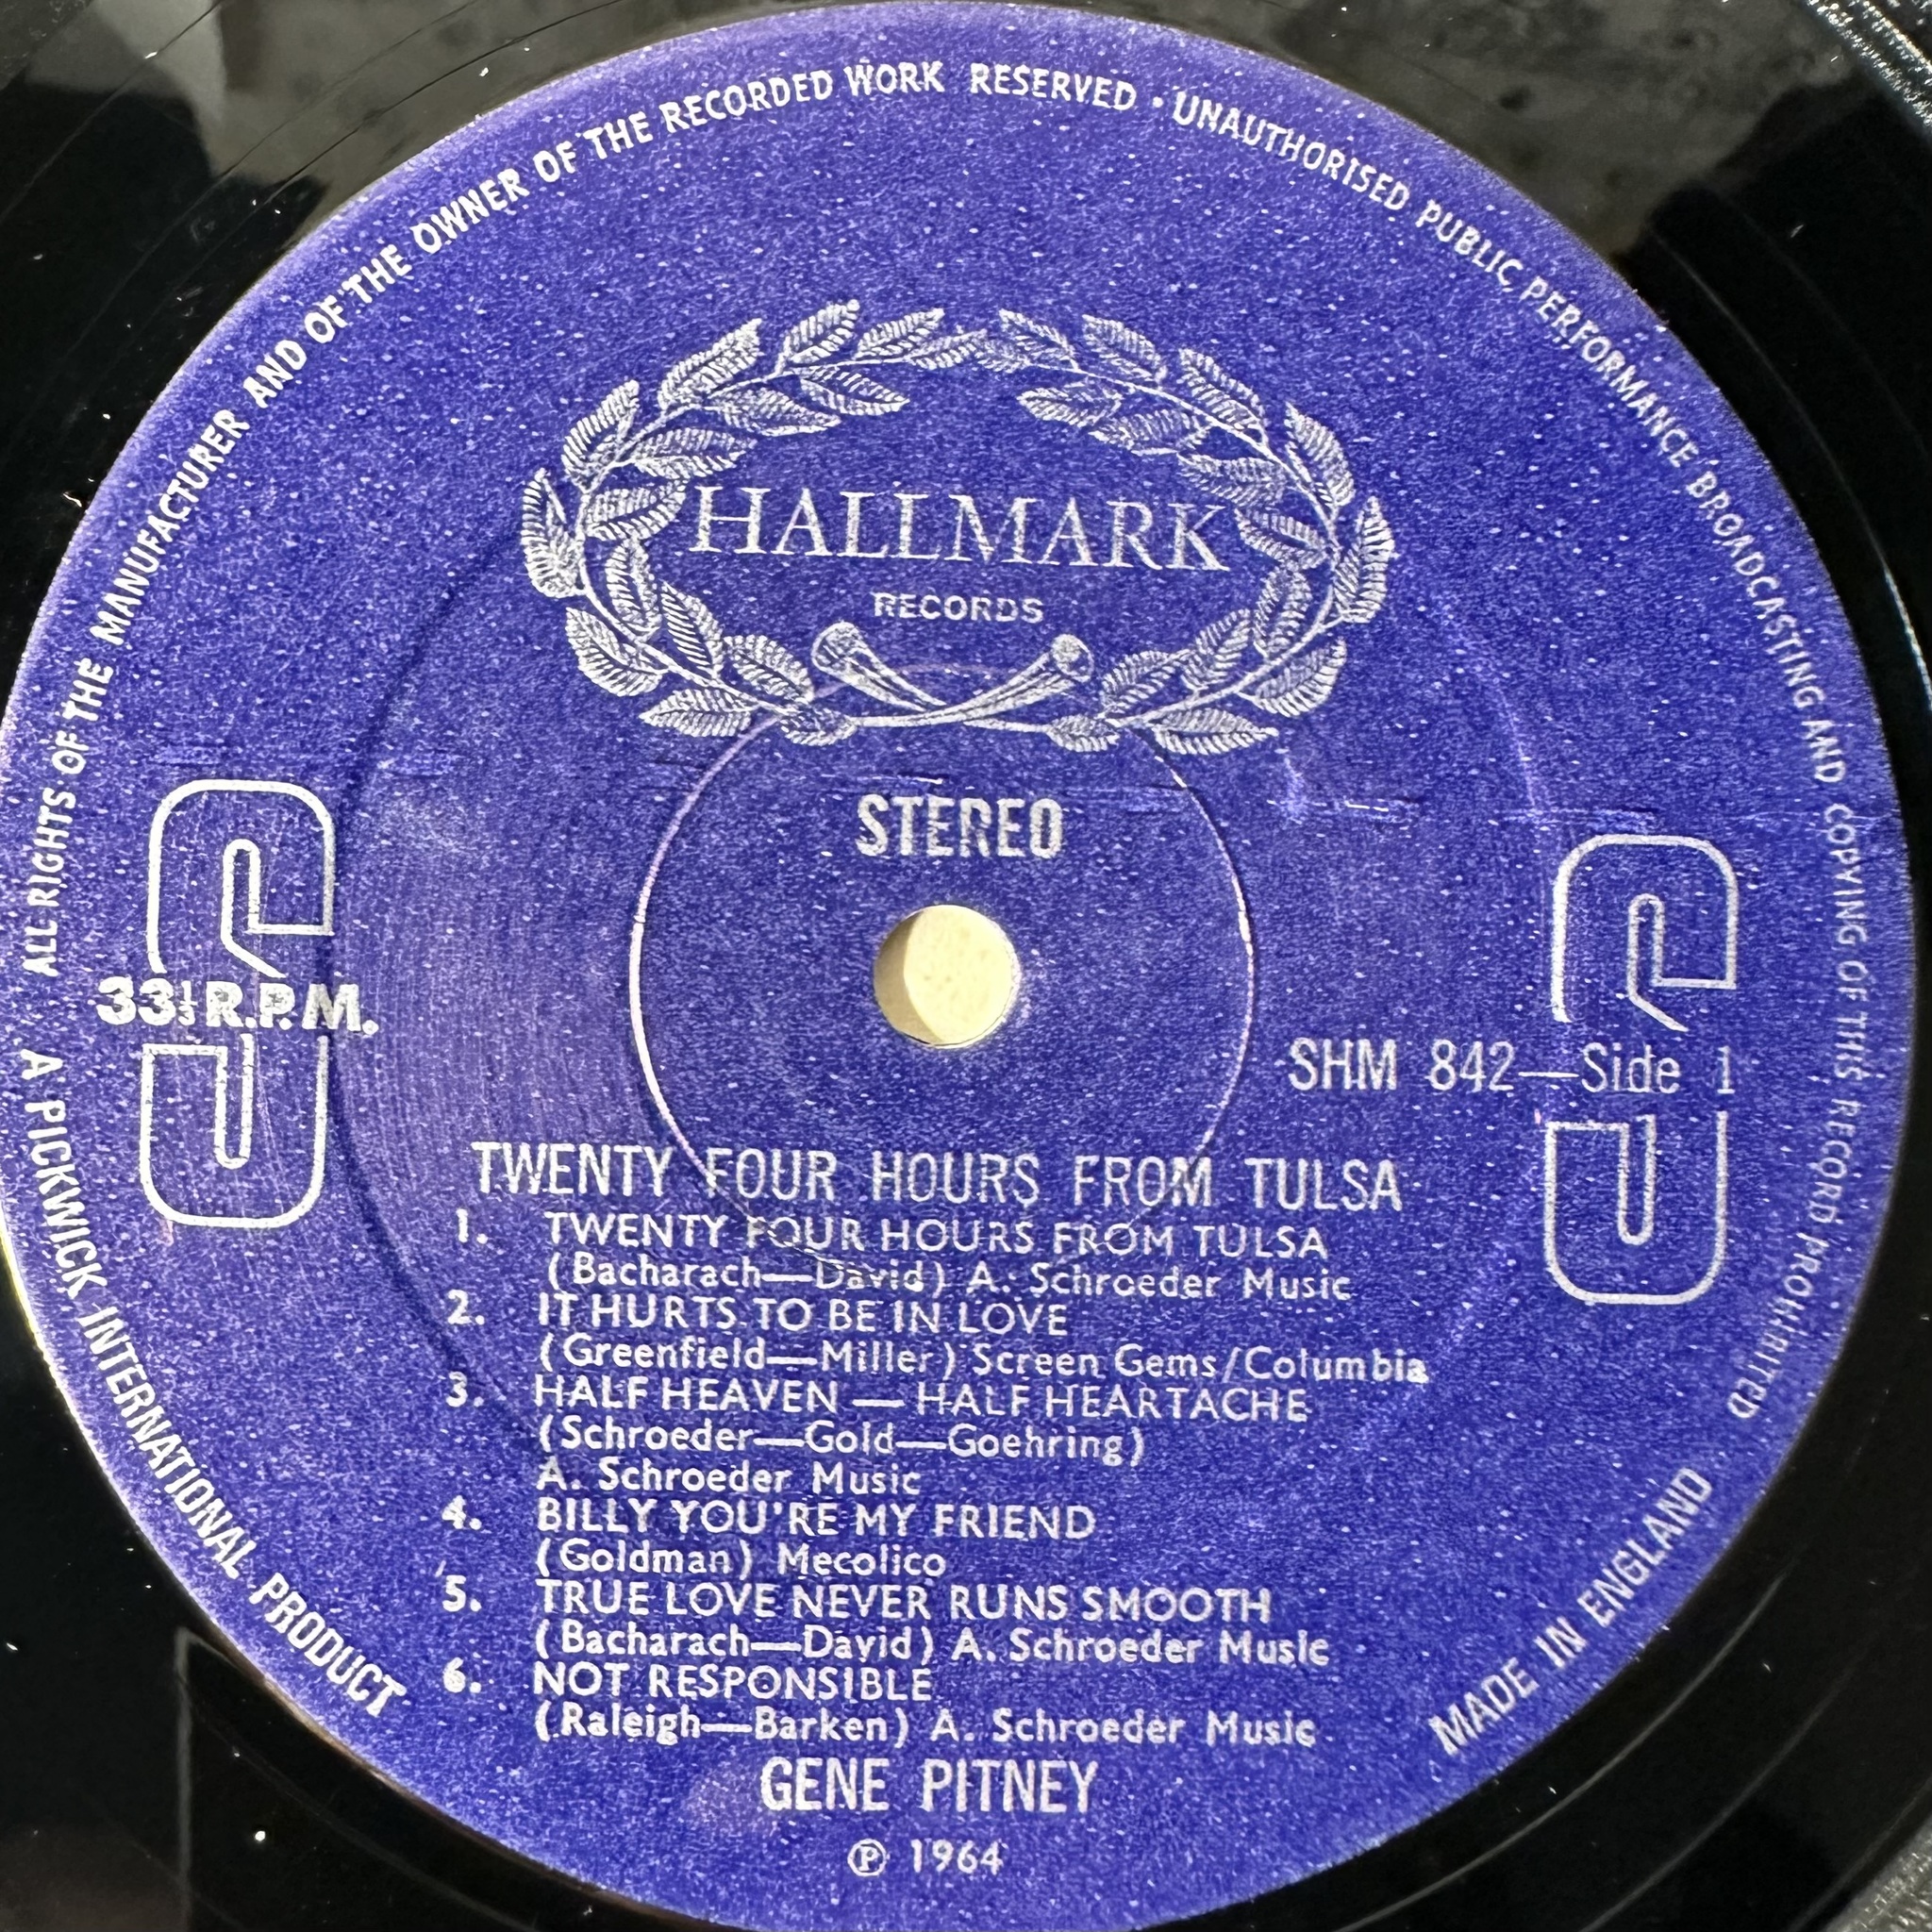 ALL RIGHTS OF THE MANUFACTURER AND OF THE OWNER OF THE RECORDED WORK RESERVED · UNAUTHORISED PUBLIC PERFORMANCE BROADCASTING AND COPYING OF THIS RECORD PROHIBITED
HALLMARK
RECORDS
STEREO
S
33⅓ R.P.M.
S
SHM 842—Side 1
TWENTY FOUR HOURS FROM TULSA
1. TWENTY FOUR HOURS FROM TULSA
(Bacharach—David) A. Schroeder Music
2. IT HURTS TO BE IN LOVE
(Greenfield—Miller) Screen Gems/Columbia
3. HALF HEAVEN — HALF HEARTACHE
(Schroeder—Gold—Goehring)
A. Schroeder Music
4. BILLY YOU'RE MY FRIEND
(Goldman) Mecolico
5. TRUE LOVE NEVER RUNS SMOOTH
(Bacharach—David) A. Schroeder Music
6. NOT RESPONSIBLE
(Raleigh—Barken) A. Schroeder Music
GENE PITNEY
℗ 1964
A PICKWICK INTERNATIONAL PRODUCT
MADE IN ENGLAND